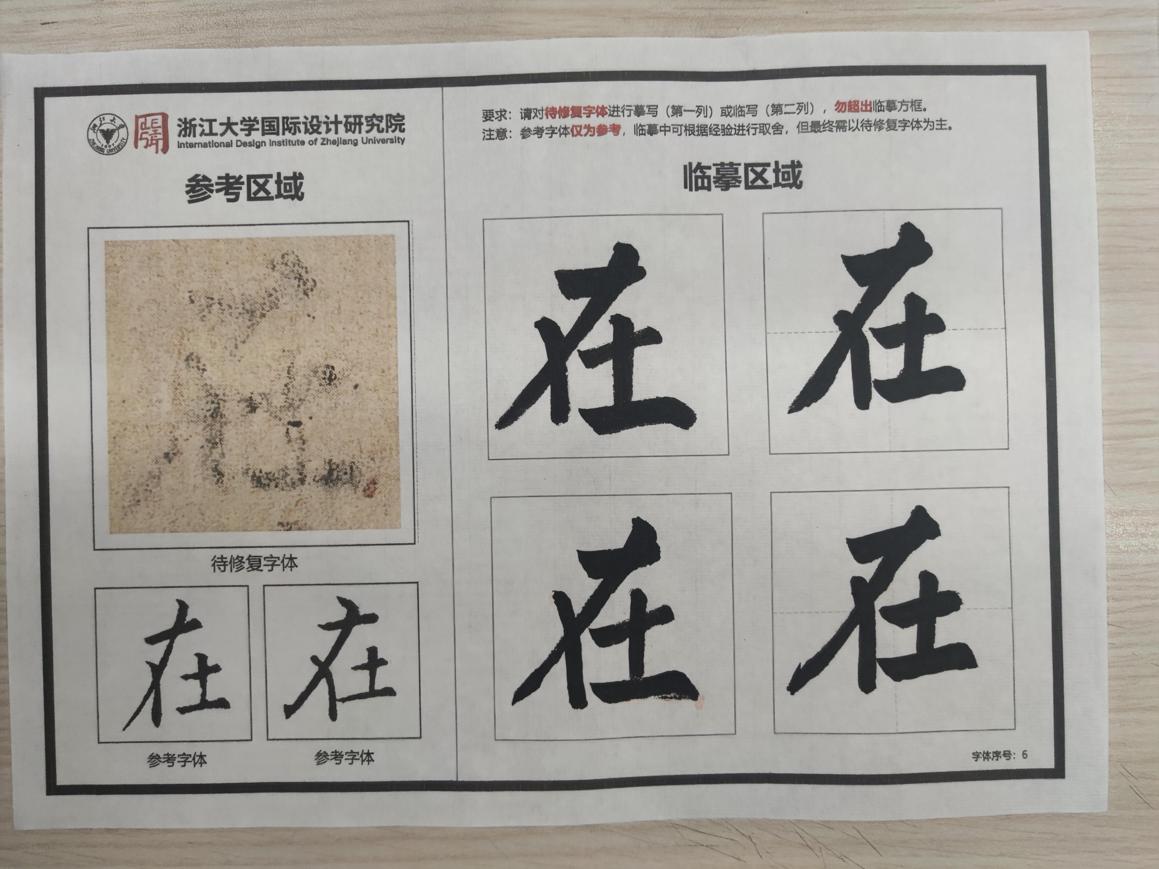 浙江大学国际设计研究院
International Design Institute of Zhejiang University
参考区域
在
待修复字体
在 在
参考字体 参考字体
要求：请对待修复字体进行摹写（第一列）或临写（第二列），勿超出临摹方框。
注意：参考字体仅为参考，临摹中可根据经验进行取舍，但最终需以待修复字体为主。
临摹区域
在 在
在 在
字体序号：6